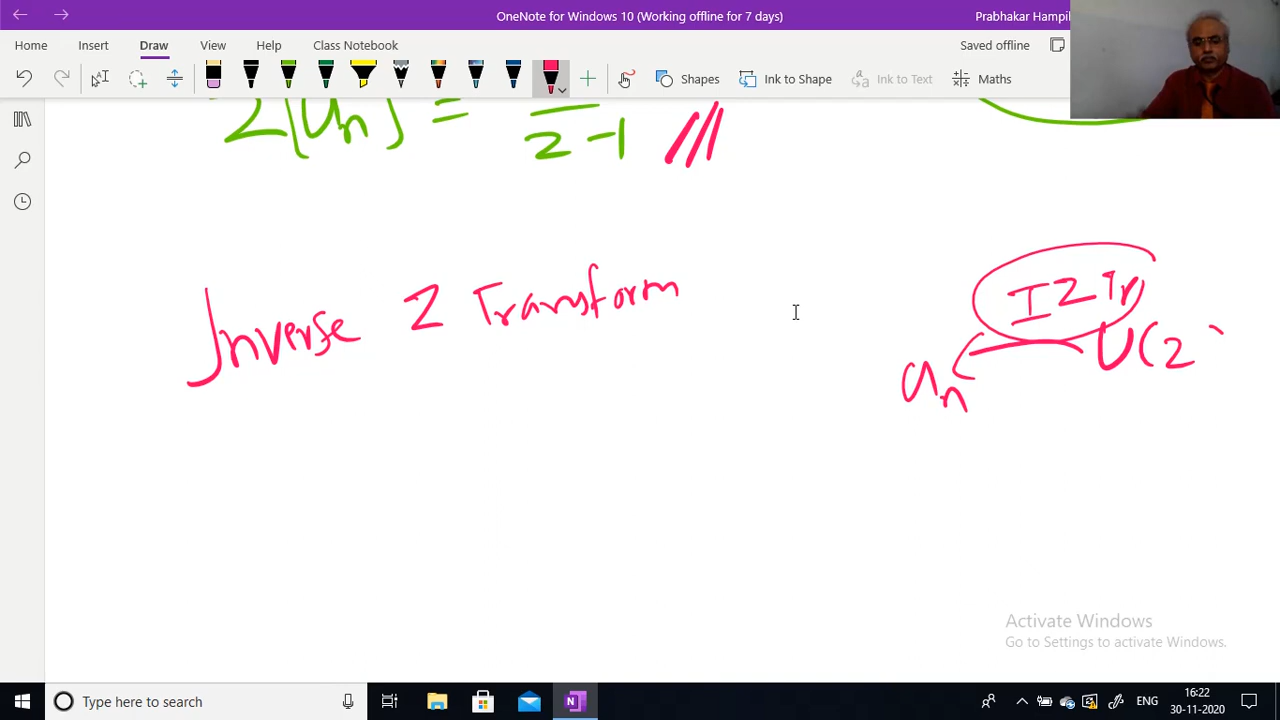 OneNote for Windows 10 (Working offline for 7 days)
Prabhakar Hampil
Home Insert Draw View Help Class Notebook
Saved offline
Shapes Ink to Shape Ink to Text Maths
Z[Un] =
Z-1
Inverse Z Transform
IZTr
U(Z
Un
Activate Windows
Go to Settings to activate Windows.
Type here to search
ENG
16:22
30-11-2020